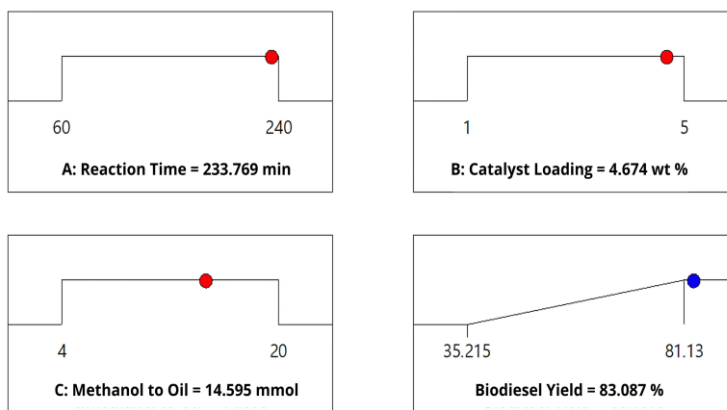 60 240
A: Reaction Time = 233.769 min
1 5
B: Catalyst Loading = 4.674 wt %
4 20
C: Methanol to Oil = 14.595 mmol
35.215 81.13
Biodiesel Yield = 83.087 %